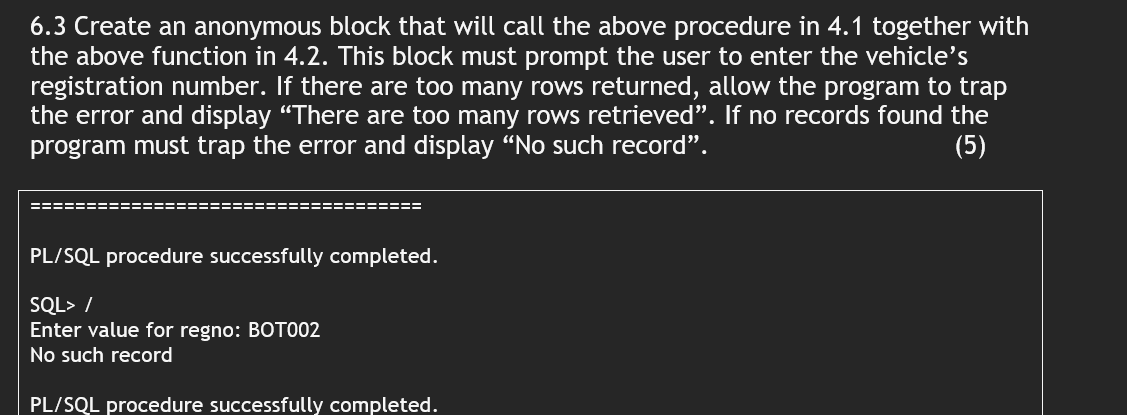 6.3 Create an anonymous block that will call the above procedure in 4.1 together with
the above function in 4.2. This block must prompt the user to enter the vehicle’s
registration number. If there are too many rows returned, allow the program to trap
the error and display “There are too many rows retrieved”. If no records found the
program must trap the error and display “No such record”. (5)
===================================
PL/SQL procedure successfully completed.
SQL> /
Enter value for regno: BOT002
No such record
PL/SQL procedure successfully completed.